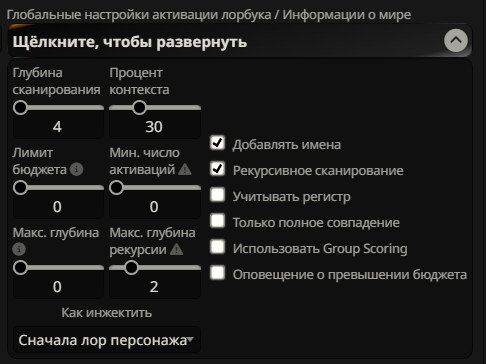 Глобальные настройки активации лорбука / Информации о мире
Щёлкните, чтобы развернуть
Глубина сканирования
4
Процент контекста
30
Лимит бюджета
0
Мин. число активаций
0
Макс. глубина
0
Макс. глубина рекурсии
2
Как инжектить
Сначала лор персонажа
Добавлять имена
Рекурсивное сканирование
Учитывать регистр
Только полное совпадение
Использовать Group Scoring
Оповещение о превышении бюджета